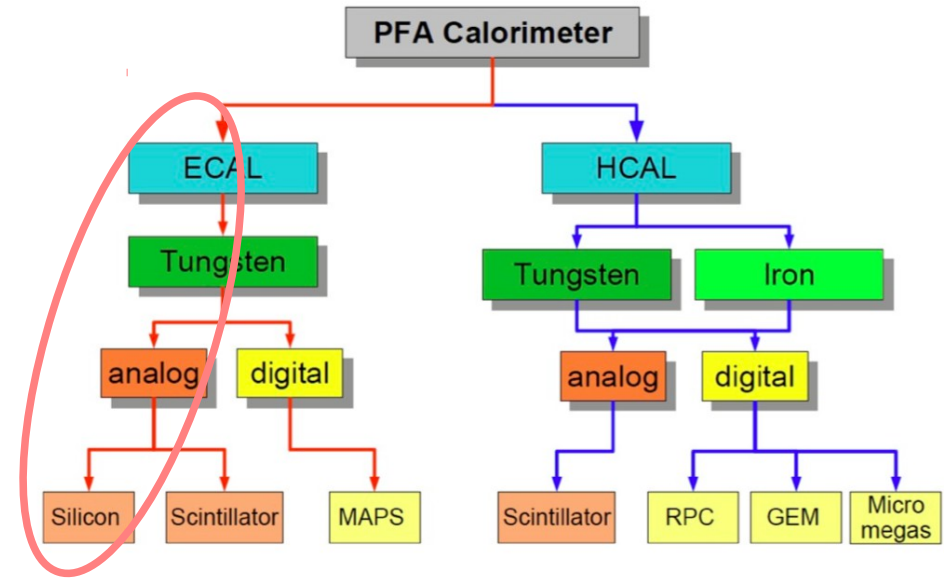 PFA Calorimeter
ECAL
HCAL
Tungsten
Tungsten
Iron
analog
digital
analog
digital
Silicon
Scintillator
MAPS
Scintillator
RPC
GEM
Micro
megas